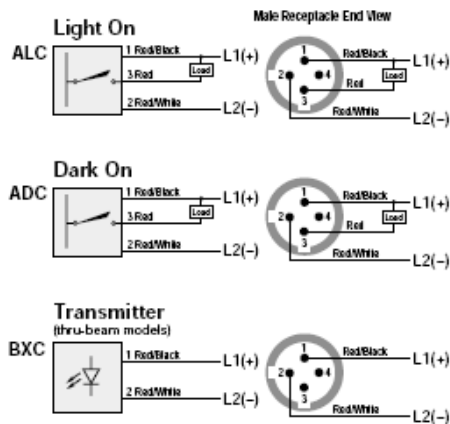 Light On
Male Receptacle End View
ALC
1 Red/Black
L1(+)
Load
3 Red
2 Red/White
L2(−)
1
2
4
3
Red/Black
L1(+)
Load
Red
Red/White
L2(−)
Dark On
ADC
1 Red/Black
L1(+)
Load
3 Red
2 Red/White
L2(−)
1
2
4
3
Red/Black
L1(+)
Load
Red
Red/White
L2(−)
Transmitter
(thru-beam models)
BXC
1 Red/Black
L1(+)
2 Red/White
L2(−)
1
2
4
3
Red/Black
L1(+)
Red/White
L2(−)